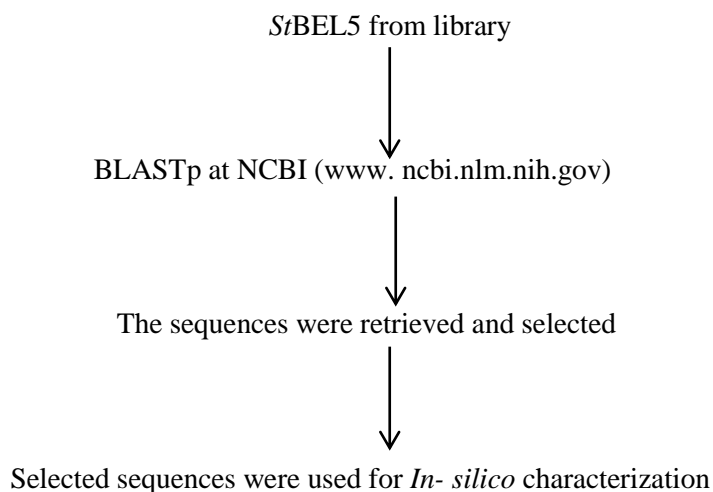 StBEL5 from library
BLASTp at NCBI (www. ncbi.nlm.nih.gov)
The sequences were retrieved and selected
Selected sequences were used for In- silico characterization